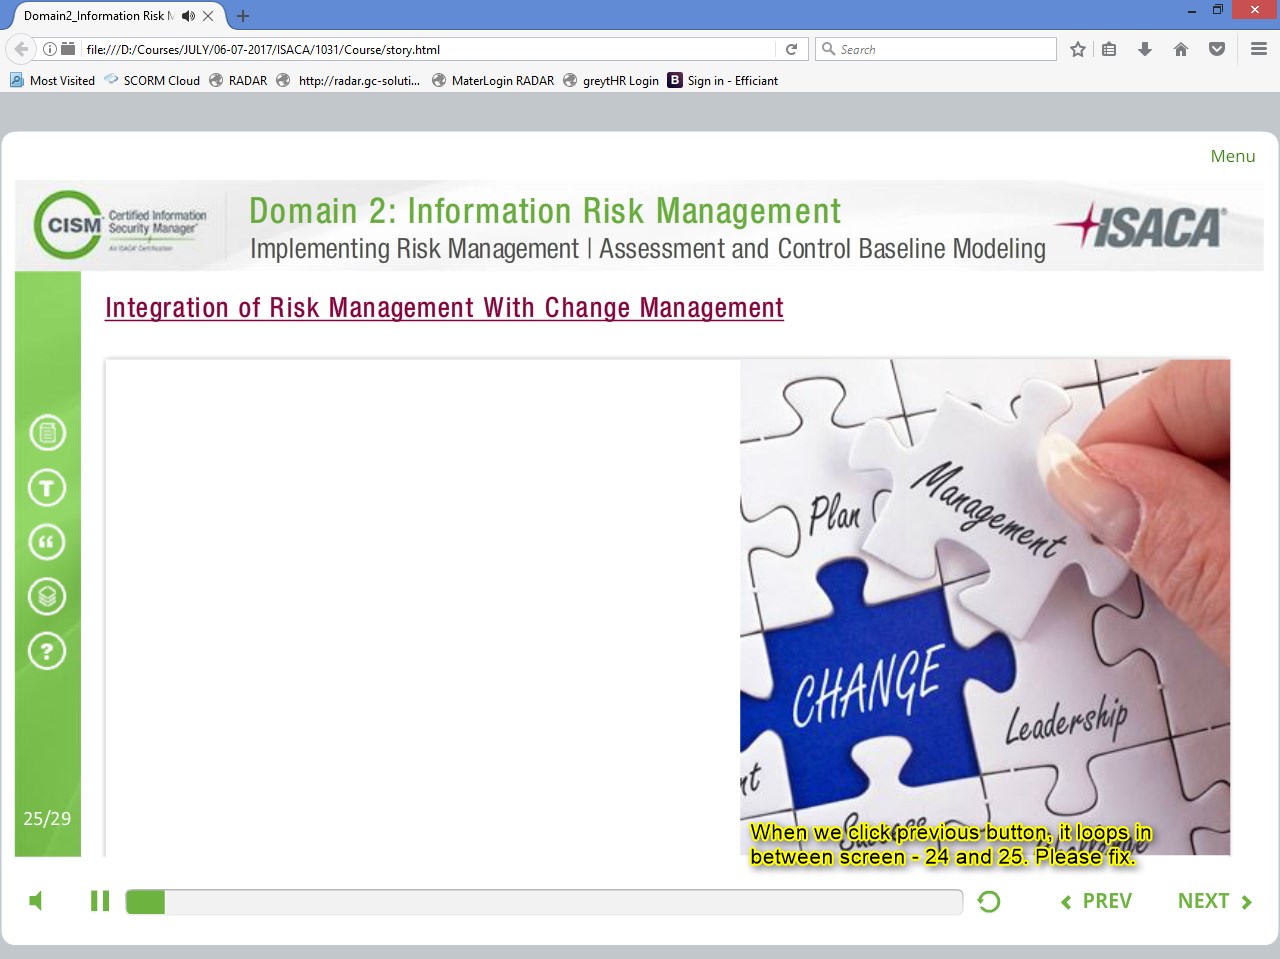 Domain2_Information Risk M
file:///D:/Courses/JULY/06-07-2017/ISACA/1031/Course/story.html
Search
Most Visited SCORM Cloud RADAR http://radar.gc-soluti... MaterLogin RADAR greytHR Login B Sign in - Efficiant
Menu
CISM Certified Information Security Manager®
An ISACA® Certification
Domain 2: Information Risk Management
Implementing Risk Management | Assessment and Control Baseline Modeling
ISACA®
Integration of Risk Management With Change Management
Management
Plan
CHANGE
Leadership
nt
Success
T
?
25/29
When we click previous button, it loops in
between screen - 24 and 25. Please fix.
PREV NEXT